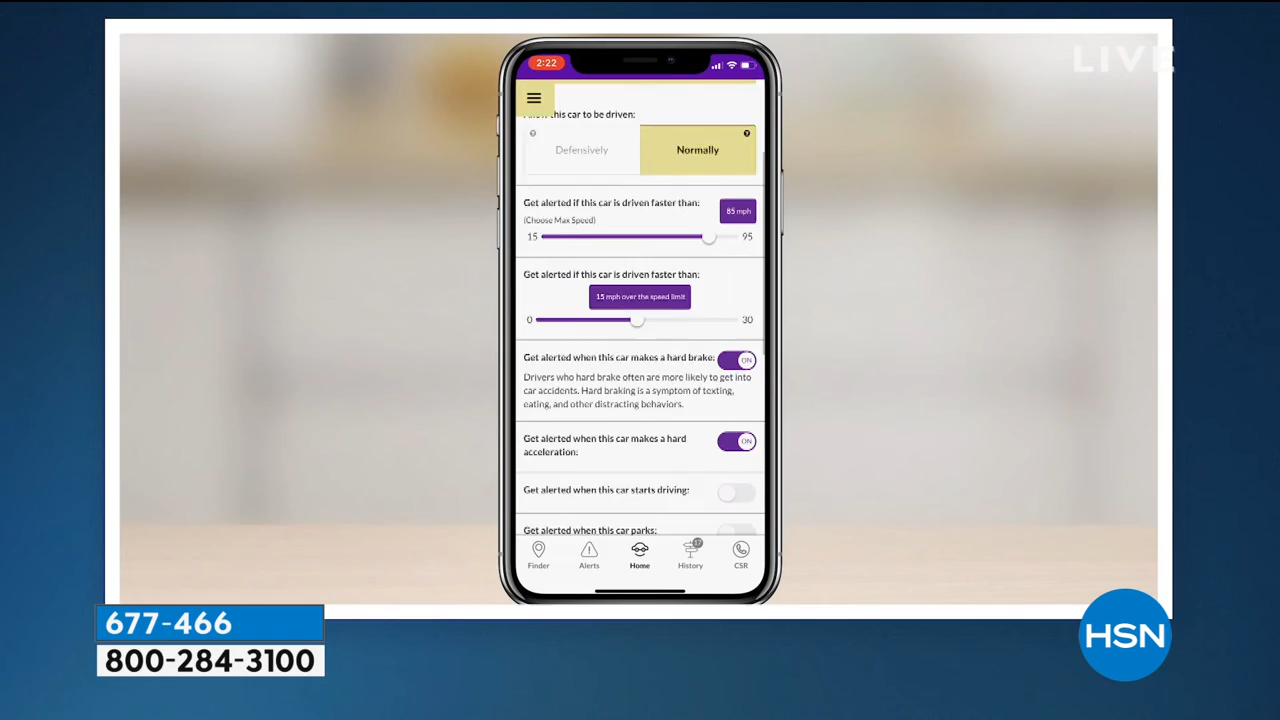 LIVE
2:22
Allow this car to be driven:
Defensively
Normally
Get alerted if this car is driven faster than:
(Choose Max Speed)
85 mph
15
95
Get alerted if this car is driven faster than:
15 mph over the speed limit
0
30
Get alerted when this car makes a hard brake:
ON
Drivers who hard brake often are more likely to get into
car accidents. Hard braking is a symptom of texting,
eating, and other distracting behaviors.
Get alerted when this car makes a hard
acceleration:
ON
Get alerted when this car starts driving:
Get alerted when this car parks:
17
Finder
Alerts
Home
History
CSR
677-466
800-284-3100
HSN